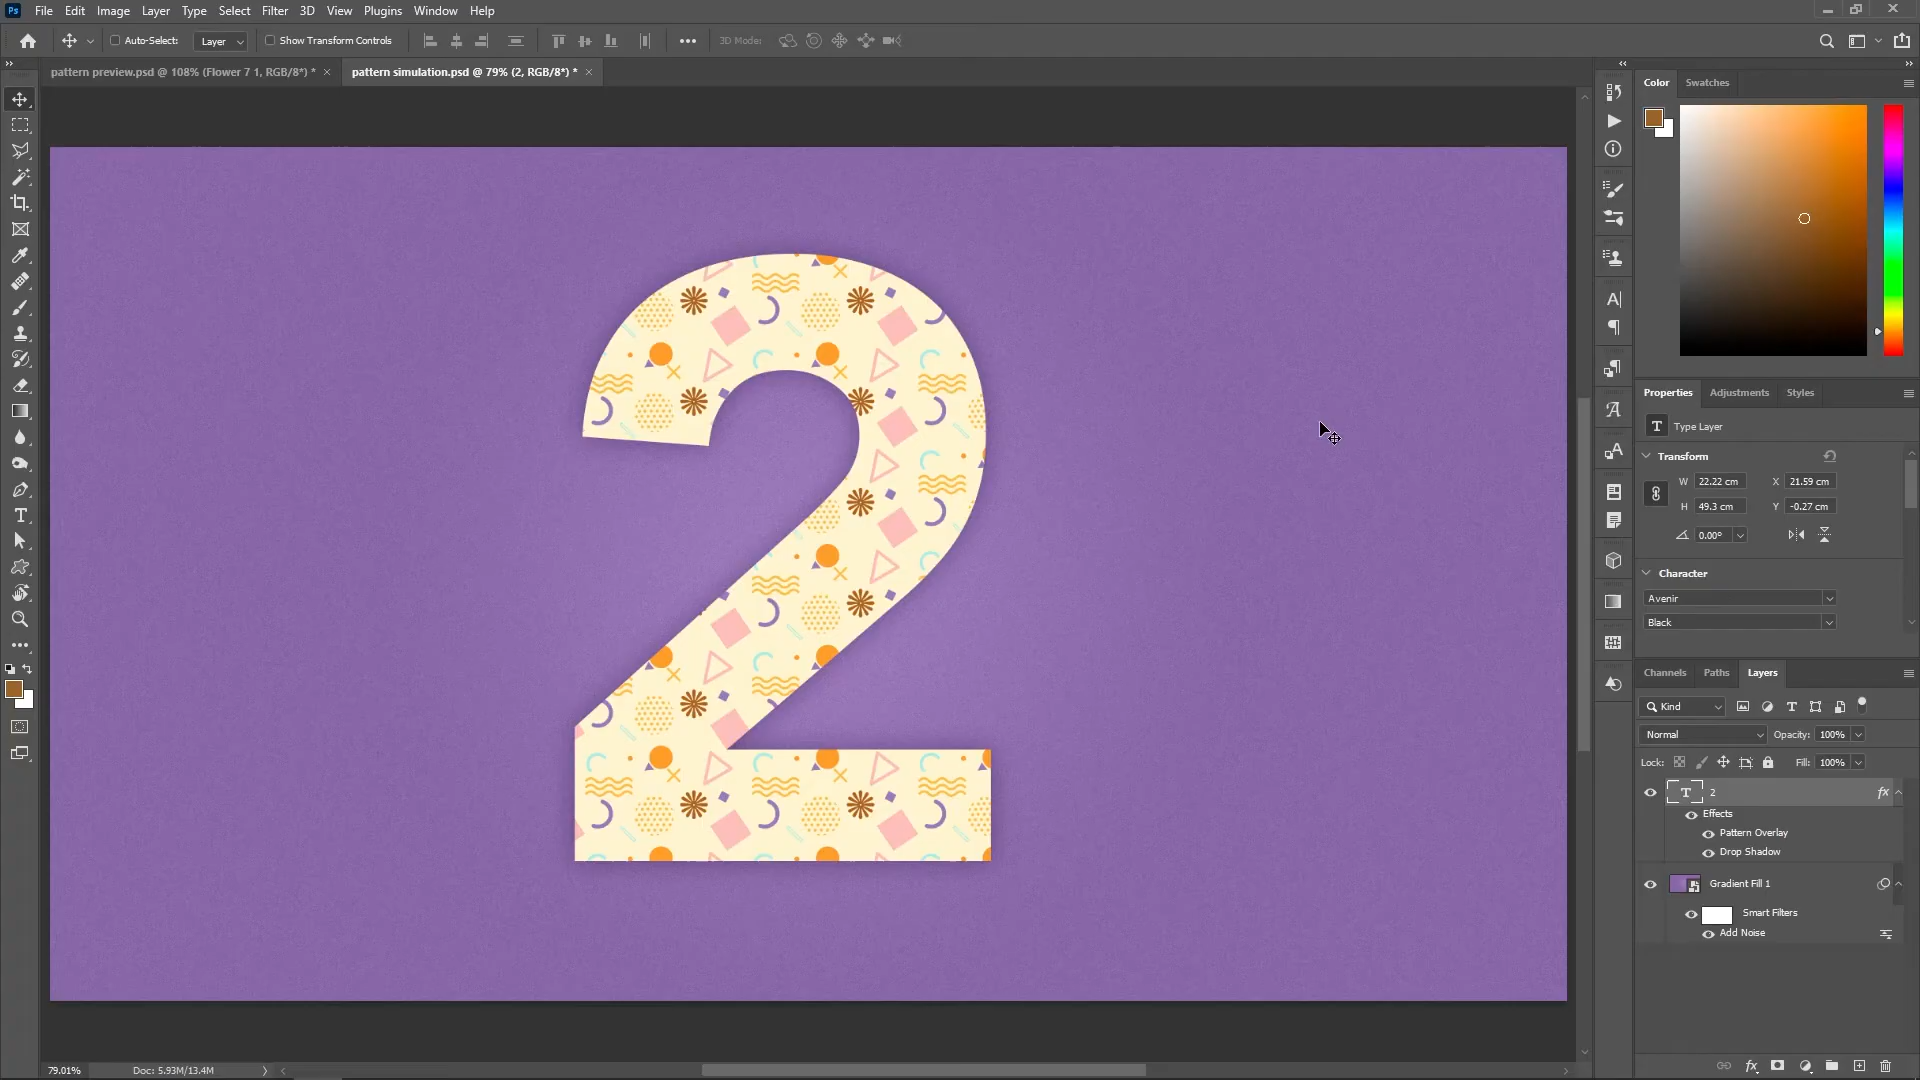 Ps File Edit Image Layer Type Select Filter 3D View Plugins Window Help
Auto-Select: Layer Show Transform Controls 3D Mode:
pattern preview.psd @ 108% (Flower 7 1, RGB/8*) * × pattern simulation.psd @ 79% (2, RGB/8*) * ×
Color Swatches
2
Properties Adjustments Styles
T Type Layer
Transform
W 22.22 cm X 21.59 cm
H 49.3 cm Y -0.27 cm
0.00°
Character
Avenir
Black
Channels Paths Layers
Kind
Normal Opacity: 100%
Lock: Fill: 100%
T 2 fx
Effects
Pattern Overlay
Drop Shadow
Gradient Fill 1
Smart Filters
Add Noise
79.01% Doc: 5.93M/13.4M
fx